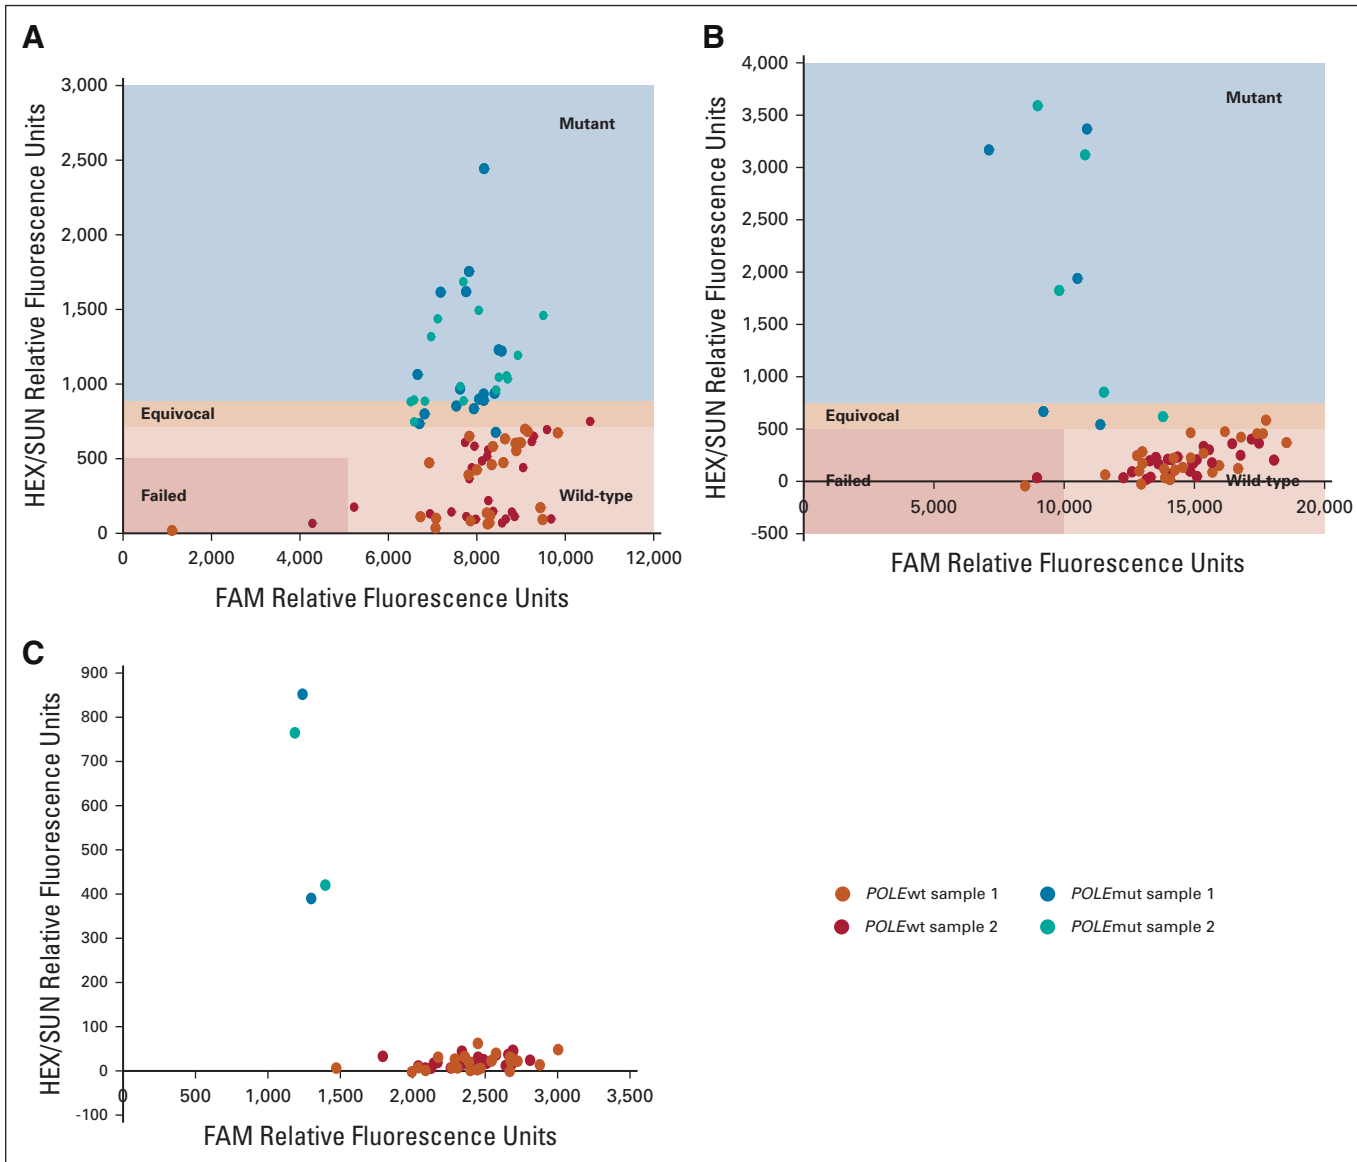 A
HEX/SUN Relative Fluorescence Units
3,000
2,500
2,000
1,500
1,000
500
0
Mutant
Equivocal
Failed
Wild-type
0 2,000 4,000 6,000 8,000 10,000 12,000
FAM Relative Fluorescence Units
B
HEX/SUN Relative Fluorescence Units
4,000
3,500
3,000
2,500
2,000
1,500
1,000
500
0
-500
Mutant
Equivocal
Failed
Wild-type
0 5,000 10,000 15,000 20,000
FAM Relative Fluorescence Units
C
HEX/SUN Relative Fluorescence Units
900
800
700
600
500
400
300
200
100
0
-100
0 500 1,000 1,500 2,000 2,500 3,000 3,500
FAM Relative Fluorescence Units
POLEwt sample 1
POLEmut sample 1
POLEwt sample 2
POLEmut sample 2